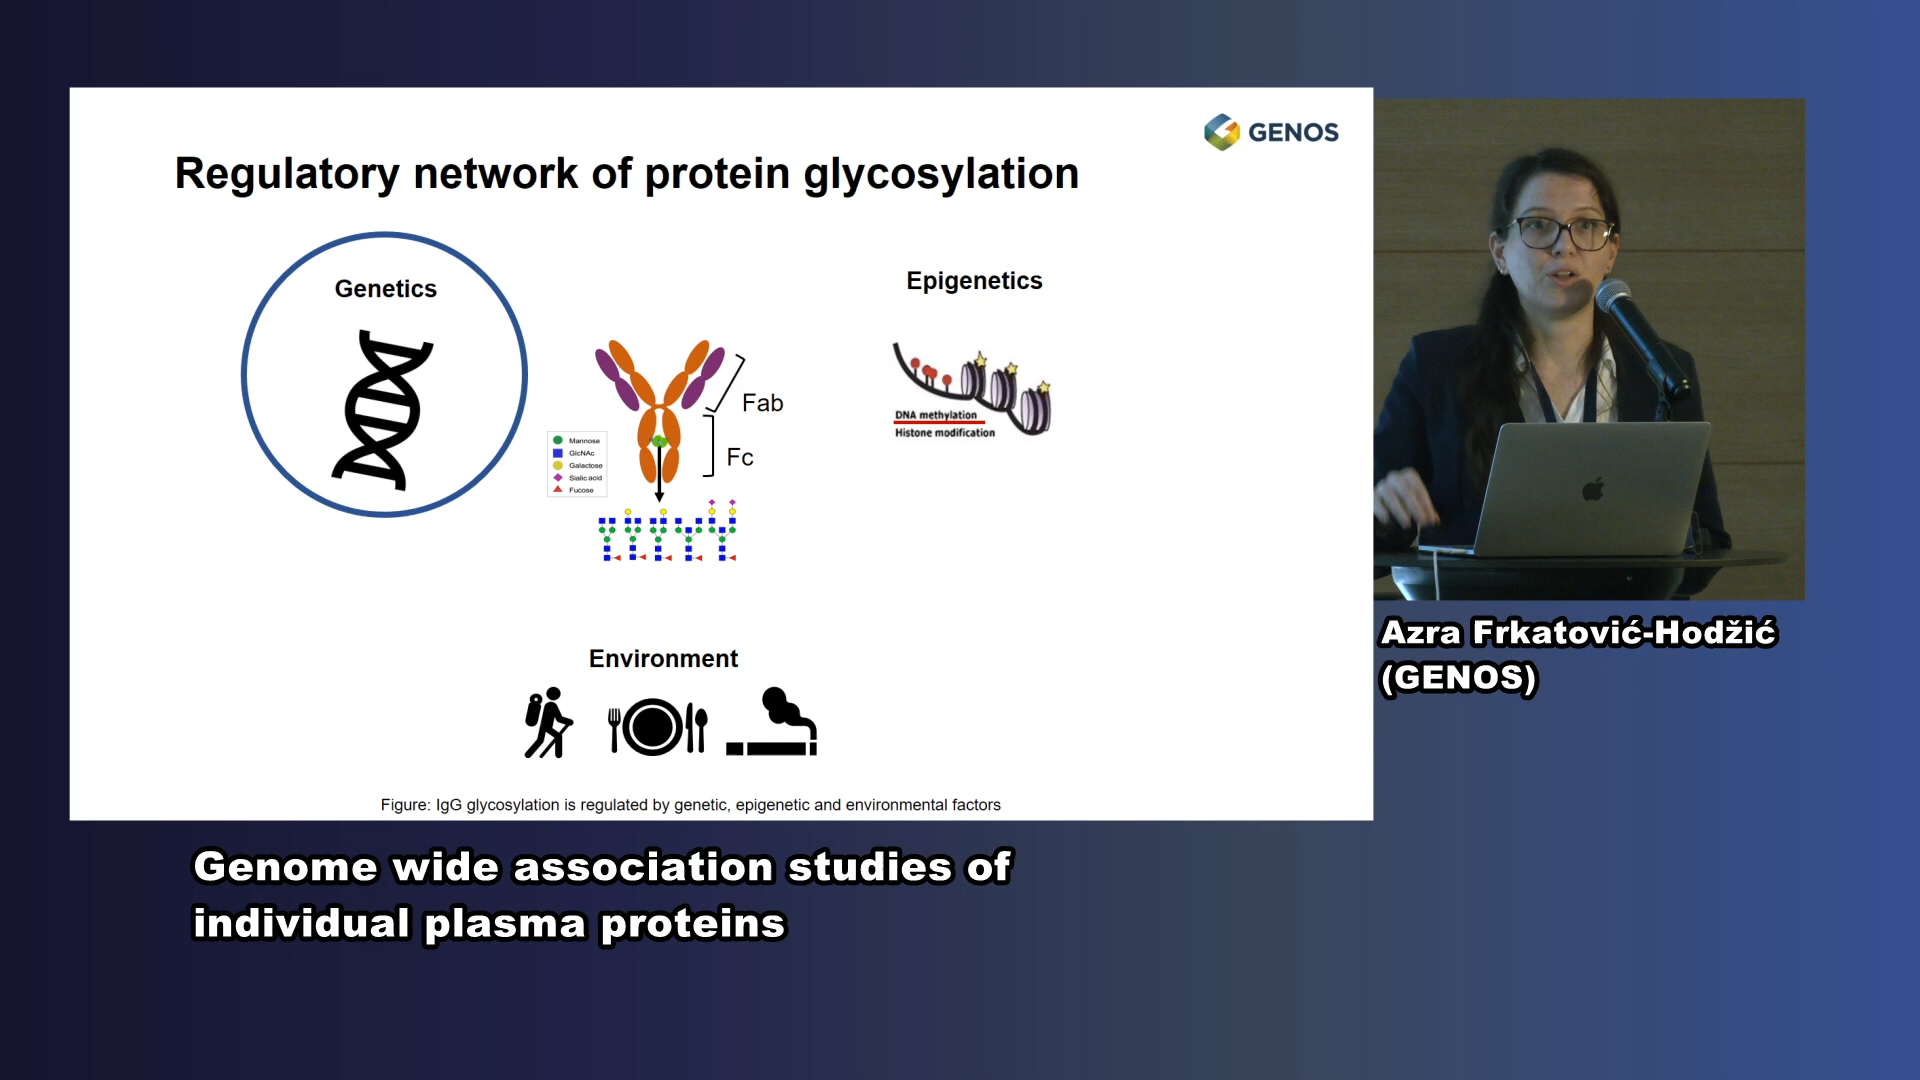 GENOS
Regulatory network of protein glycosylation
Genetics
Epigenetics
Fab
Fc
Mannose
GlcNAc
Galactose
Sialic acid
Fucose
DNA methylation
Histone modification
Environment
Figure: IgG glycosylation is regulated by genetic, epigenetic and environmental factors
Azra Frkatović-Hodžić
(GENOS)
Genome wide association studies of
individual plasma proteins